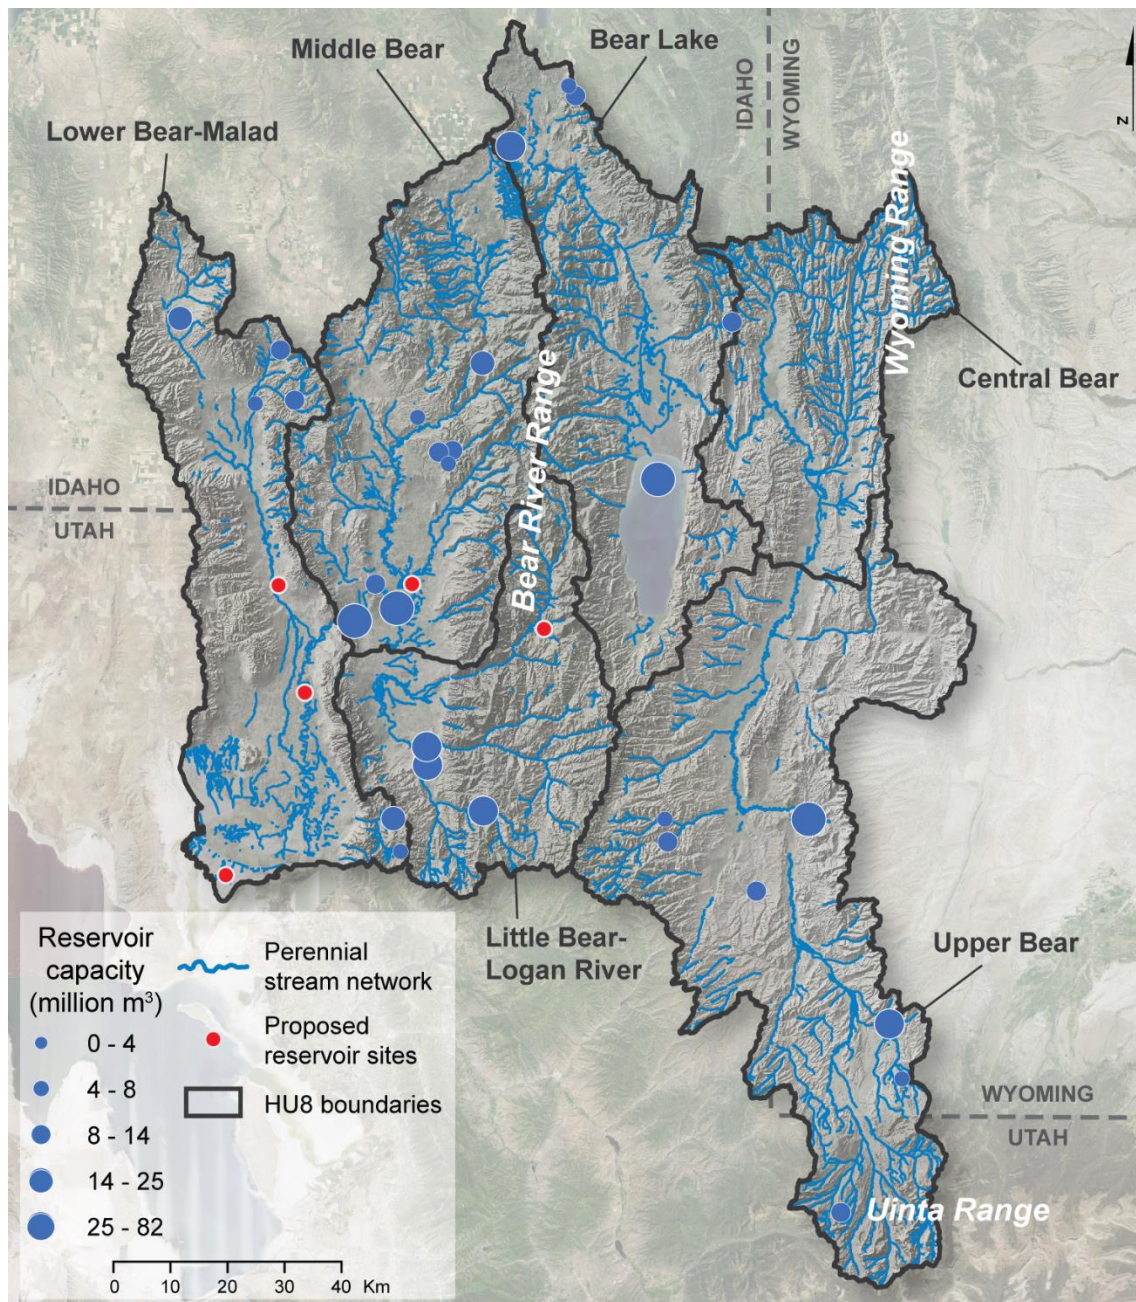 Middle Bear
Bear Lake
Lower Bear-Malad
IDAHO
WYOMING
N
Wyoming Range
Central Bear
Bear River Range
IDAHO
UTAH
Little Bear-
Logan River
Upper Bear
WYOMING
UTAH
Uinta Range
Reservoir
capacity
(million m³)
0 - 4
4 - 8
8 - 14
14 - 25
25 - 82
Perennial
stream network
Proposed
reservoir sites
HU8 boundaries
0 10 20 30 40 Km